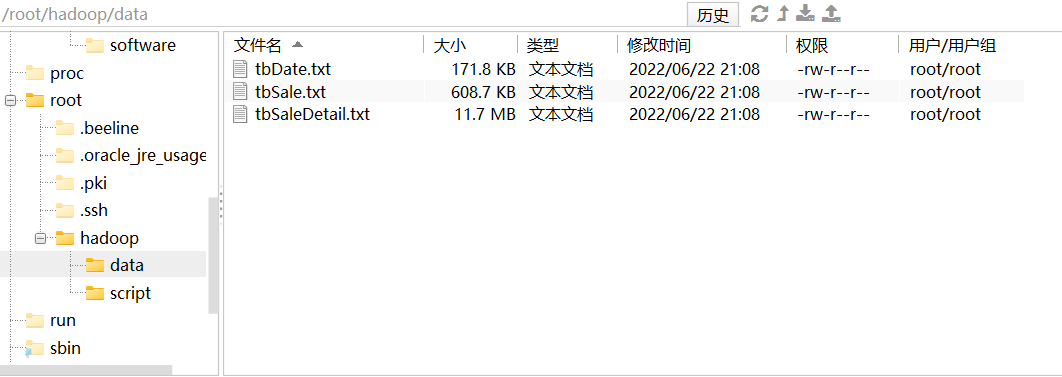 /root/hadoop/data 历史
software
proc
root
.beeline
.oracle_jre_usage
.pki
.ssh
hadoop
data
script
run
sbin
文件名 大小 类型 修改时间 权限 用户/用户组
tbDate.txt 171.8 KB 文本文档 2022/06/22 21:08 -rw-r--r-- root/root
tbSale.txt 608.7 KB 文本文档 2022/06/22 21:08 -rw-r--r-- root/root
tbSaleDetail.txt 11.7 MB 文本文档 2022/06/22 21:08 -rw-r--r-- root/root